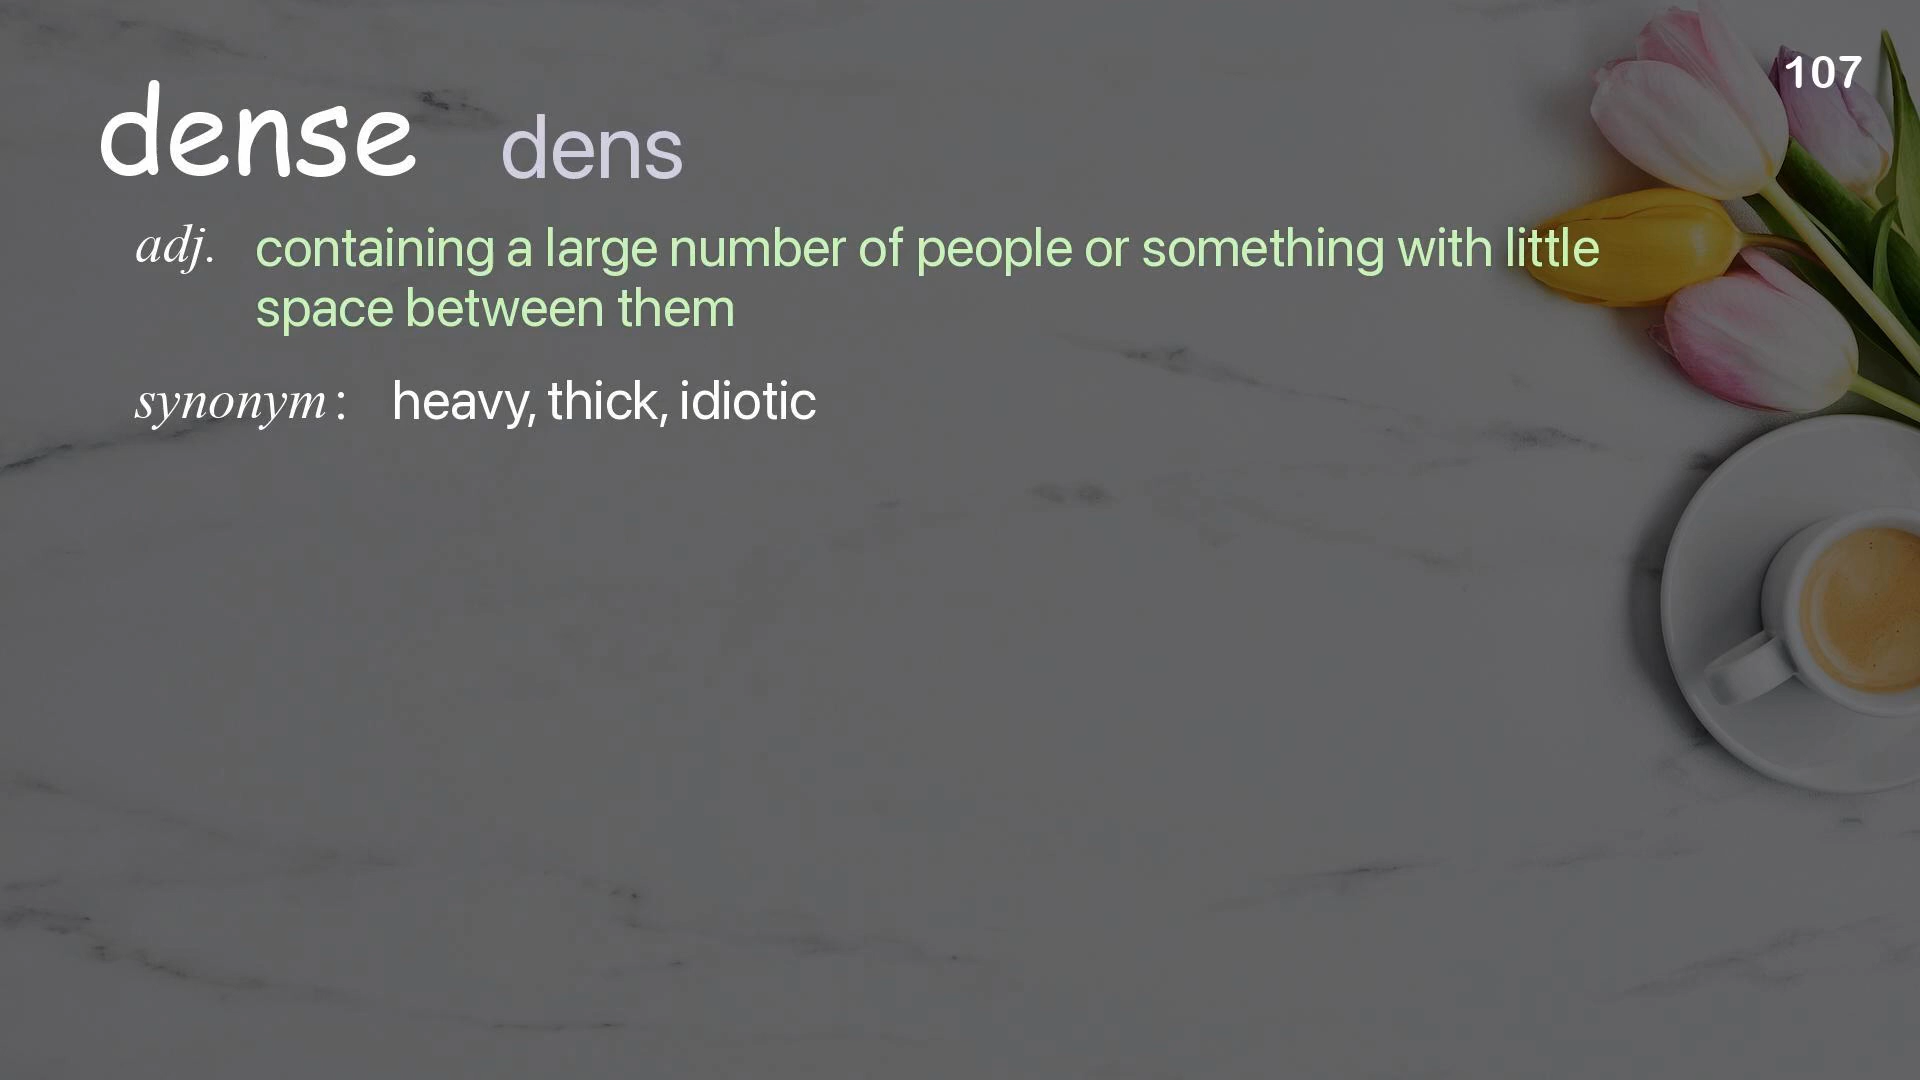 107
dense dens
adj. containing a large number of people or something with little
space between them
synonym: heavy, thick, idiotic